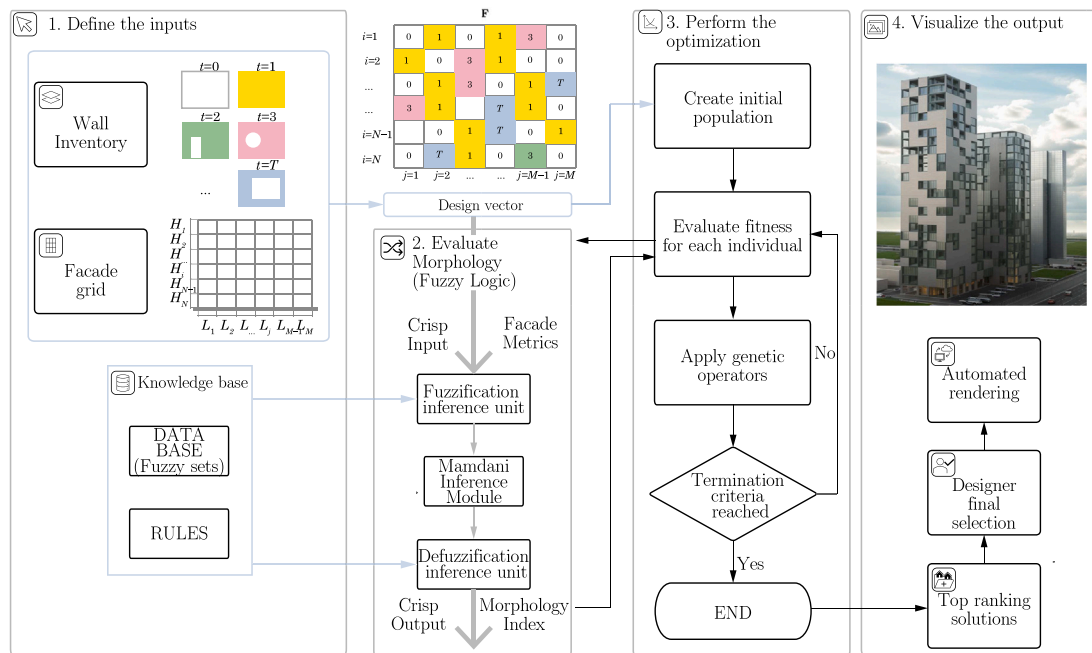 1. Define the inputs
Wall
Inventory
t=0
t=1
t=2
t=3
t=T
...
Facade
grid
H1
H2
H...
Hj
HN-1
HN
L1 L2 L... Lj LM-1 LM
Knowledge base
DATA
BASE
(Fuzzy sets)
RULES
F
i=1 0 1 0 1 3 0
i=2 1 0 3 1 0 0
... 0 1 3 0 1 T
... 3 1 T 1 0
i=N-1 0 1 T 0 1
i=N 0 T 1 0 3 0
j=1 j=2 ... ... j=M-1 j=M
Design vector
2. Evaluate
Morphology
(Fuzzy Logic)
Crisp
Input
Facade
Metrics
Fuzzification
inference unit
Mamdani
Inference
Module
Defuzzification
inference unit
Crisp
Output
Morphology
Index
3. Perform the
optimization
Create initial
population
Evaluate fitness
for each individual
Apply genetic
operators
No
Termination
criteria
reached
Yes
END
4. Visualize the output
Automated
rendering
Designer
final
selection
Top ranking
solutions